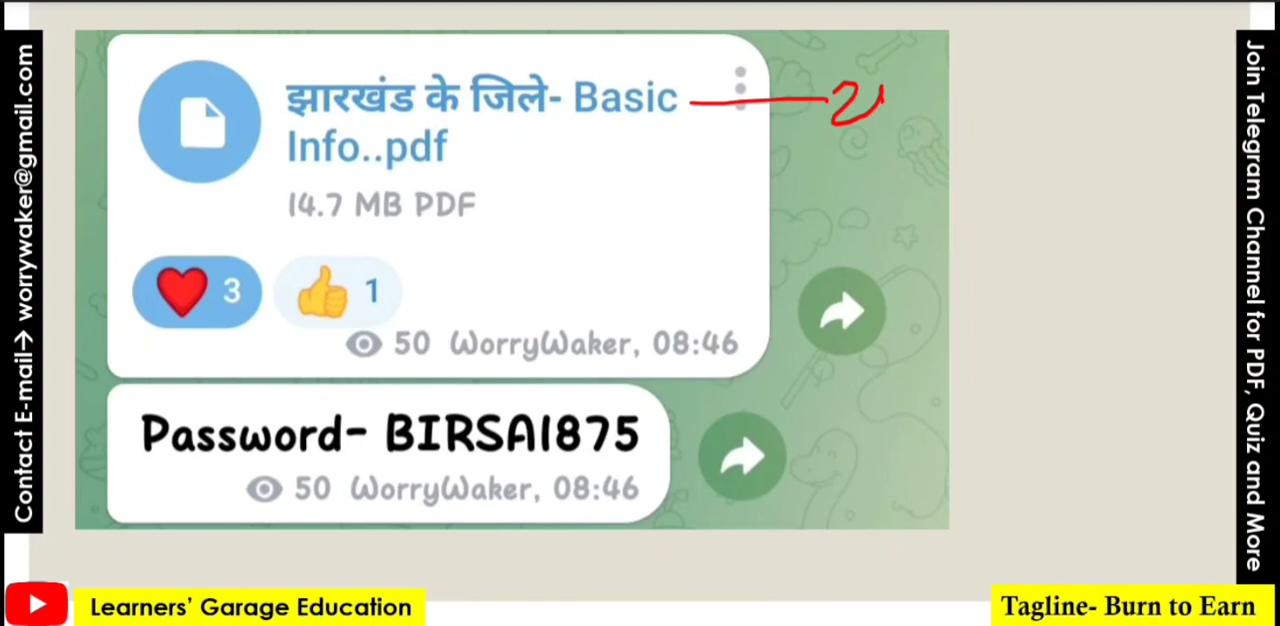 झारखंड के जिले- Basic
Info..pdf
14.7 MB PDF
3
1
50 WorryWaker, 08:46
Password- BIRSA1875
50 WorryWaker, 08:46
Contact E-mail→ worrywaker@gmail.com
Join Telegram Channel for PDF, Quiz and More
Learners’ Garage Education
Tagline- Burn to Earn